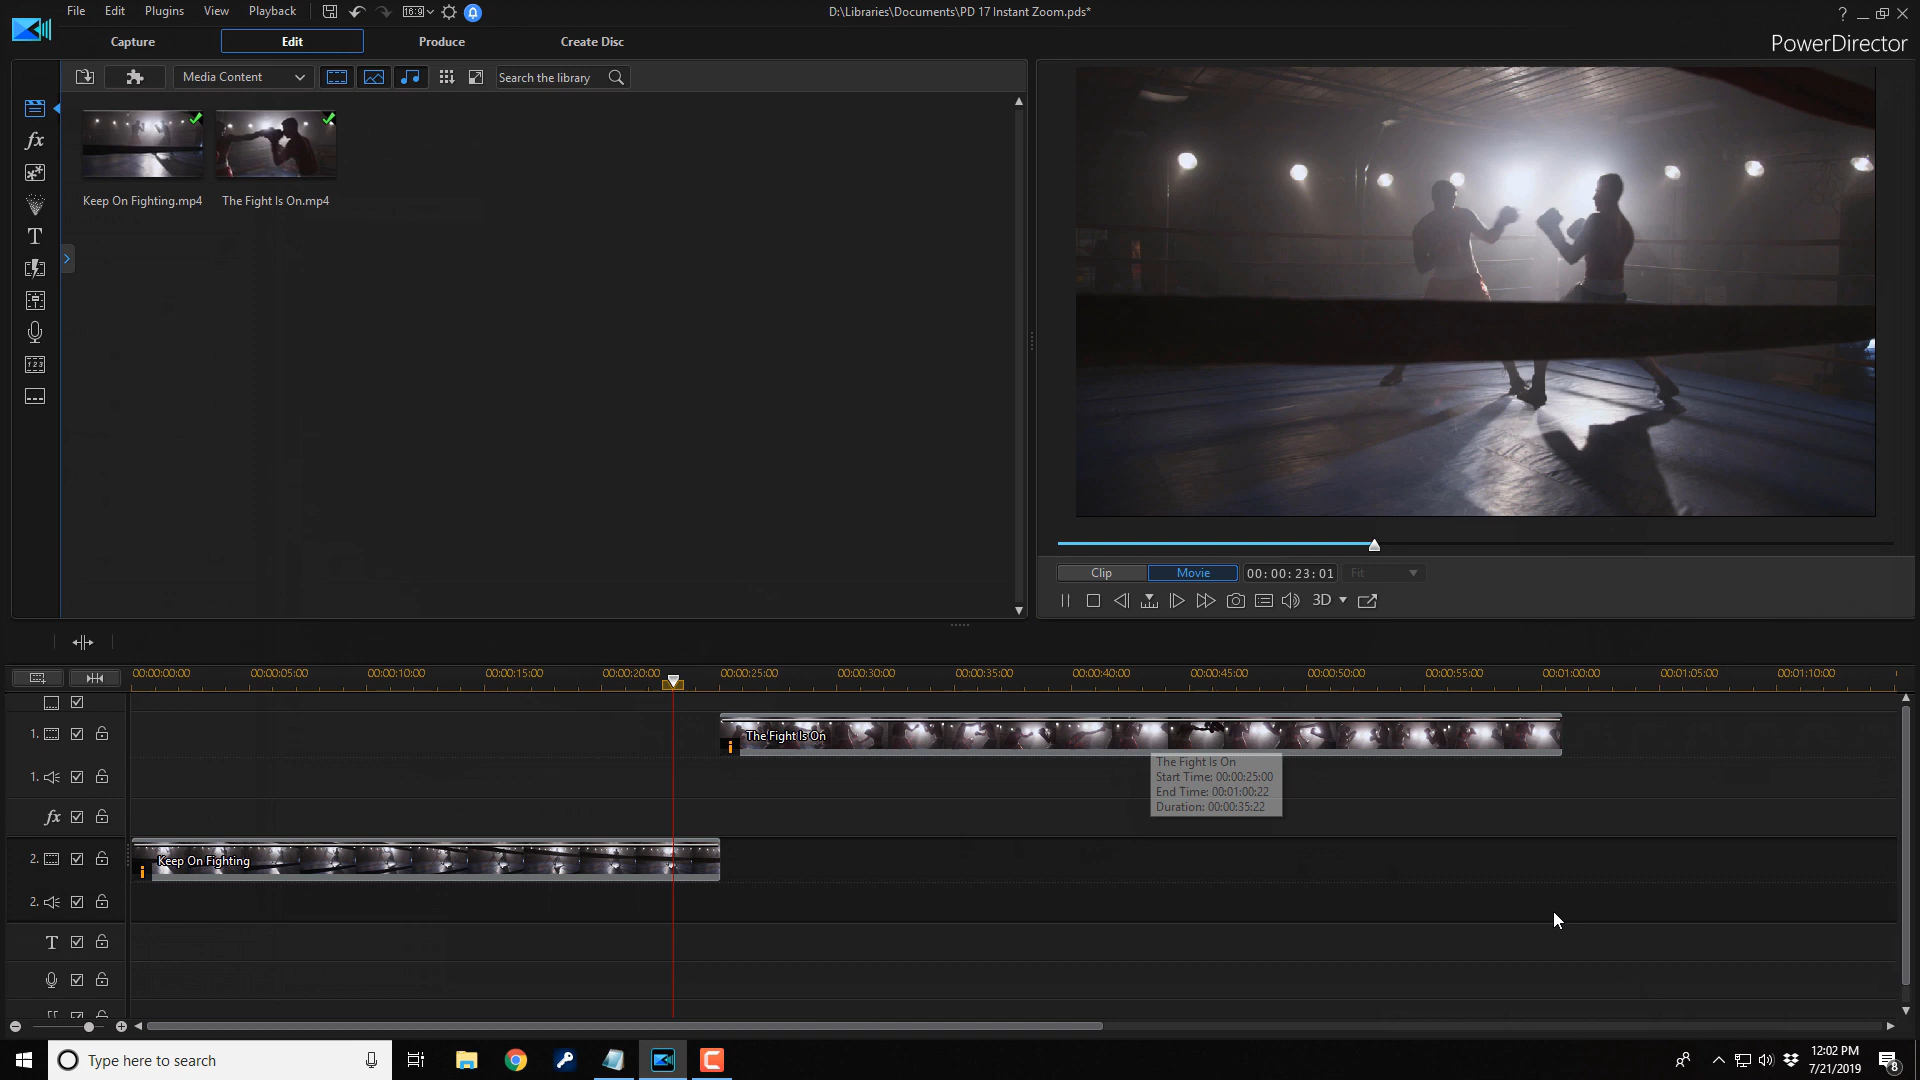 File Edit Plugins View Playback 16:9 D:\Libraries\Documents\PD 17 Instant Zoom.pds* ?
Capture Edit Produce Create Disc PowerDirector
Media Content Search the library
Keep On Fighting.mp4 The Fight Is On.mp4
fx
T
Clip Movie 00:00:23:01 Fit
3D
00:00:00:00 00:00:05:00 00:00:10:00 00:00:15:00 00:00:20:00 00:00:25:00 00:00:30:00 00:00:35:00 00:00:40:00 00:00:45:00 00:00:50:00 00:00:55:00 00:01:00:00 00:01:05:00 00:01:10:00
1. i The Fight Is On
The Fight Is On
Start Time: 00:00:25:00
End Time: 00:01:00:22
Duration: 00:00:35:22
1.
fx
2. i Keep On Fighting
2.
T
Type here to search
12:02 PM
7/21/2019
8